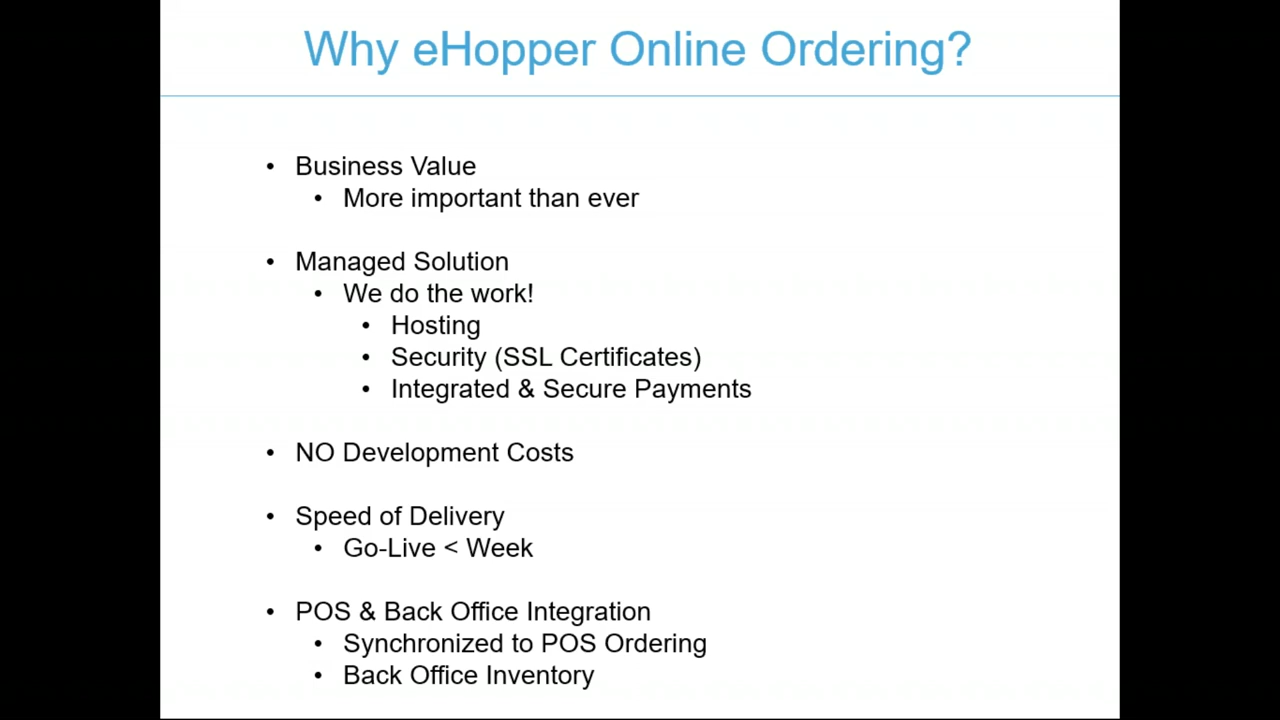 Why eHopper Online Ordering?
• Business Value
• More important than ever
• Managed Solution
• We do the work!
• Hosting
• Security (SSL Certificates)
• Integrated & Secure Payments
• NO Development Costs
• Speed of Delivery
• Go-Live < Week
• POS & Back Office Integration
• Synchronized to POS Ordering
• Back Office Inventory